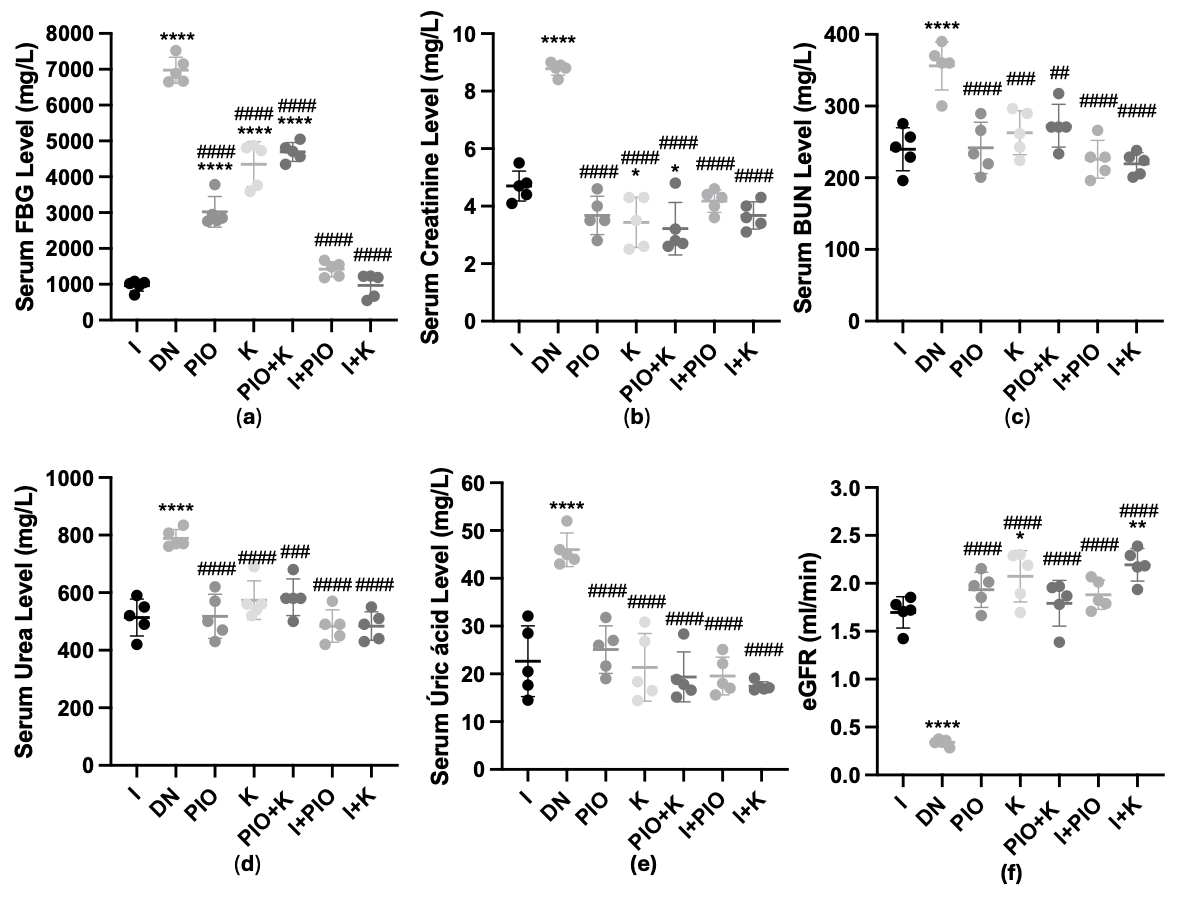 Serum FBG Level (mg/L)
8000
7000
6000
5000
4000
3000
2000
1000
0
****
####
****
####
****
####
****
####
####
I
DN
PIO
K
PIO+K
I+PIO
I+K
(a)
Serum Creatinine Level (mg/L)
10
8
6
4
2
0
****
####
####
*
####
*
####
####
I
DN
PIO
K
PIO+K
I+PIO
I+K
(b)
Serum BUN Level (mg/L)
400
300
200
100
0
****
####
###
##
####
####
I
DN
PIO
K
PIO+K
I+PIO
I+K
(c)
Serum Urea Level (mg/L)
1000
800
600
400
200
0
****
####
####
###
####
####
I
DN
PIO
K
PIO+K
I+PIO
I+K
(d)
Serum Úric ácid Level (mg/L)
60
50
40
30
20
10
0
****
####
####
####
####
####
I
DN
PIO
K
PIO+K
I+PIO
I+K
(e)
eGFR (ml/min)
3.0
2.5
2.0
1.5
1.0
0.5
0.0
****
####
####
*
####
####
####
**
I
DN
PIO
K
PIO+K
I+PIO
I+K
(f)